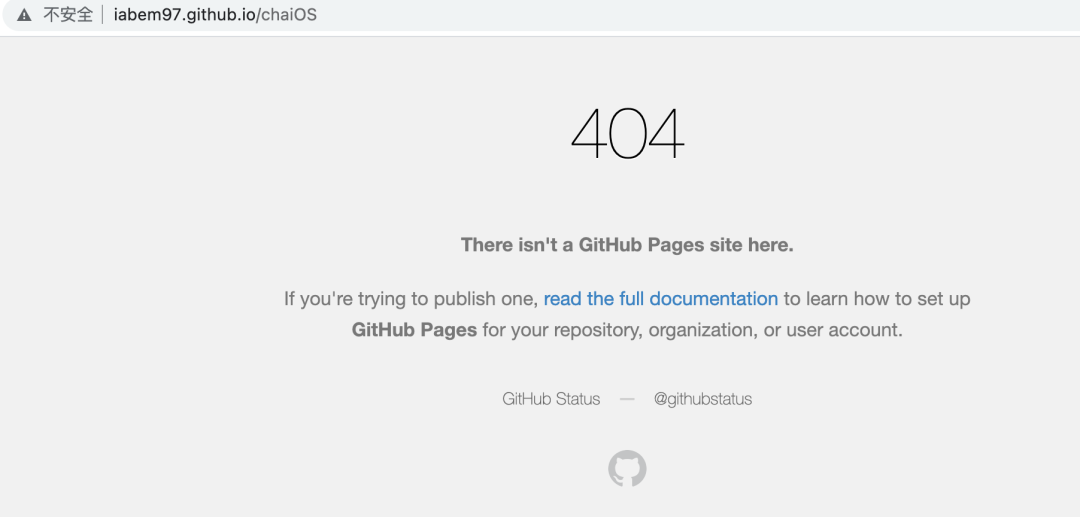 不安全 | iabem97.github.io/chaiOS
404
There isn't a GitHub Pages site here.
If you're trying to publish one, read the full documentation to learn how to set up
GitHub Pages for your repository, organization, or user account.
GitHub Status — @githubstatus